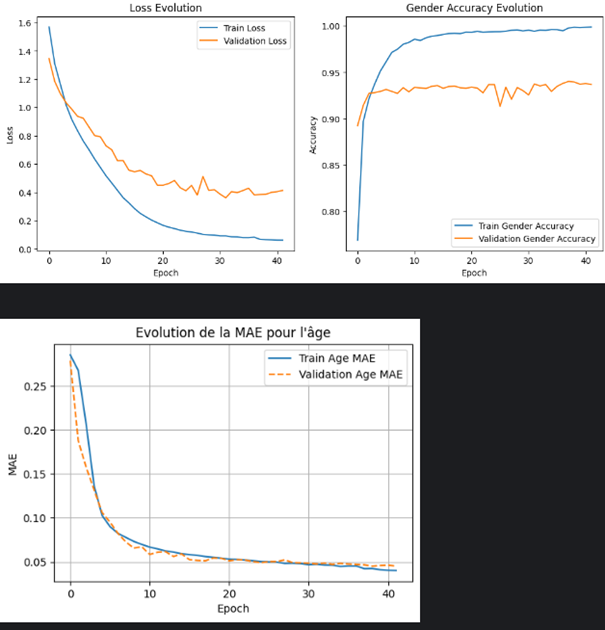 Loss Evolution
1.6
1.4
1.2
1.0
0.8
0.6
0.4
0.2
0.0
Loss
Train Loss
Validation Loss
0
10
20
30
40
Epoch
Gender Accuracy Evolution
1.00
0.95
0.90
0.85
0.80
Accuracy
Train Gender Accuracy
Validation Gender Accuracy
0
10
20
30
40
Epoch
Evolution de la MAE pour l'âge
0.25
0.20
0.15
0.10
0.05
MAE
Train Age MAE
Validation Age MAE
0
10
20
30
40
Epoch